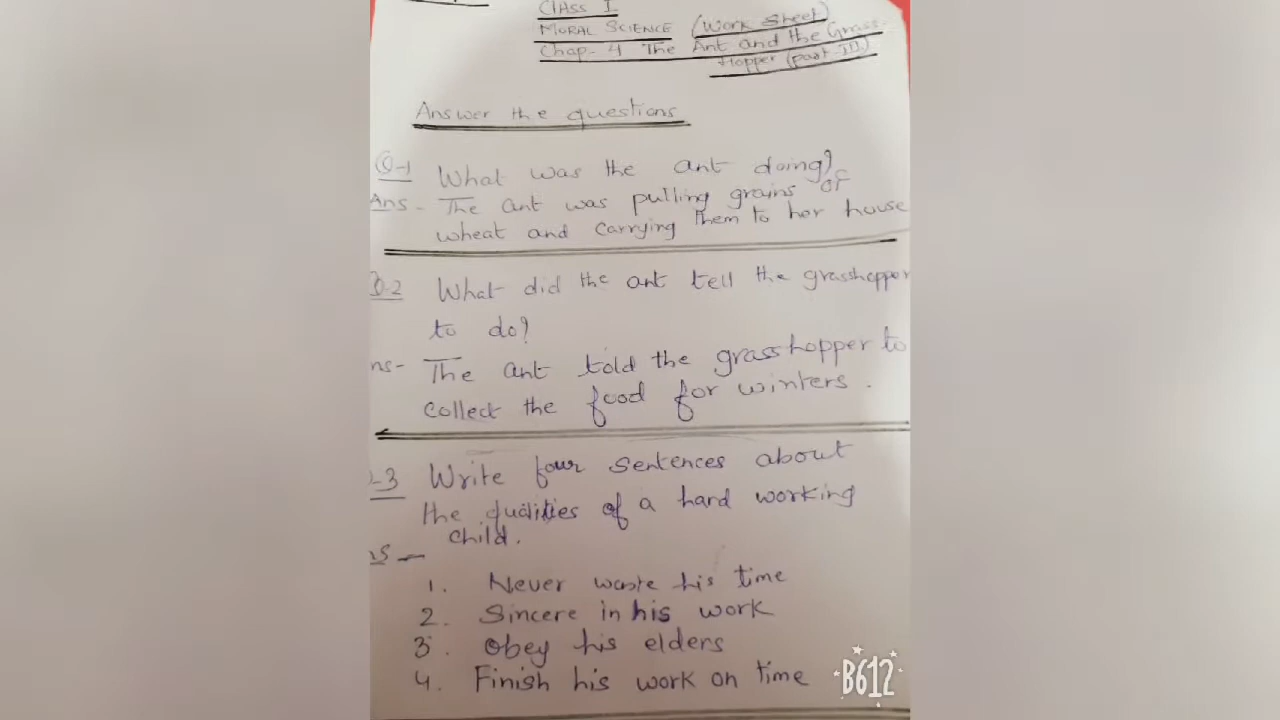 Class I
Moral Science (Work Sheet)
Chap-4 The Ant and the Grass-
Hopper (part-III)
Answer the questions
Q-1 What was the ant doing?
Ans - The ant was pulling grains of
wheat and carrying them to her house
Q.2 What did the ant tell the grasshopper
to do?
ns- The ant told the grasshopper to
collect the food for winters.
-3 Write four sentences about
the qualities of a hard working
child.
ns -
1. Never waste his time
2. Sincere in his work
3. Obey his elders
4. Finish his work on time
B612